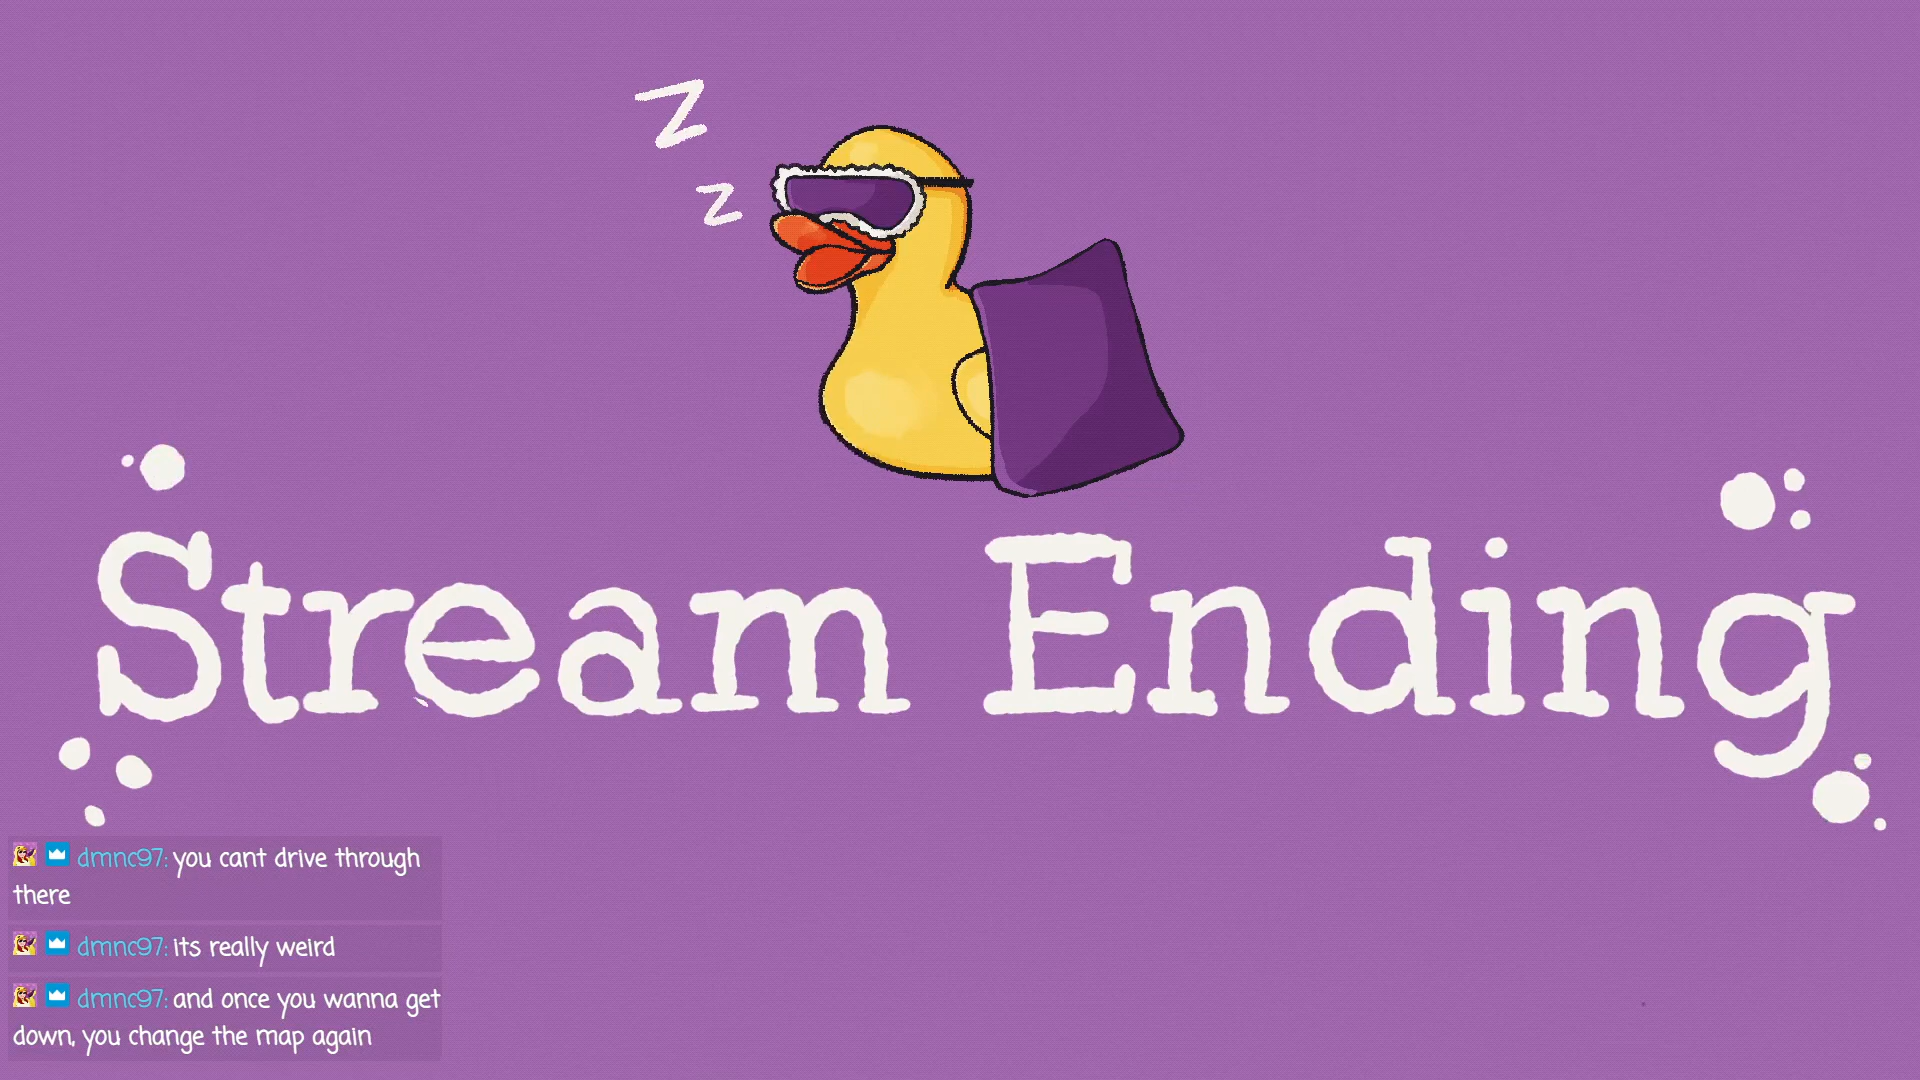 Z
Z
Stream Ending
dmnc97: you cant drive through
there
dmnc97: its really weird
dmnc97: and once you wanna get
down, you change the map again